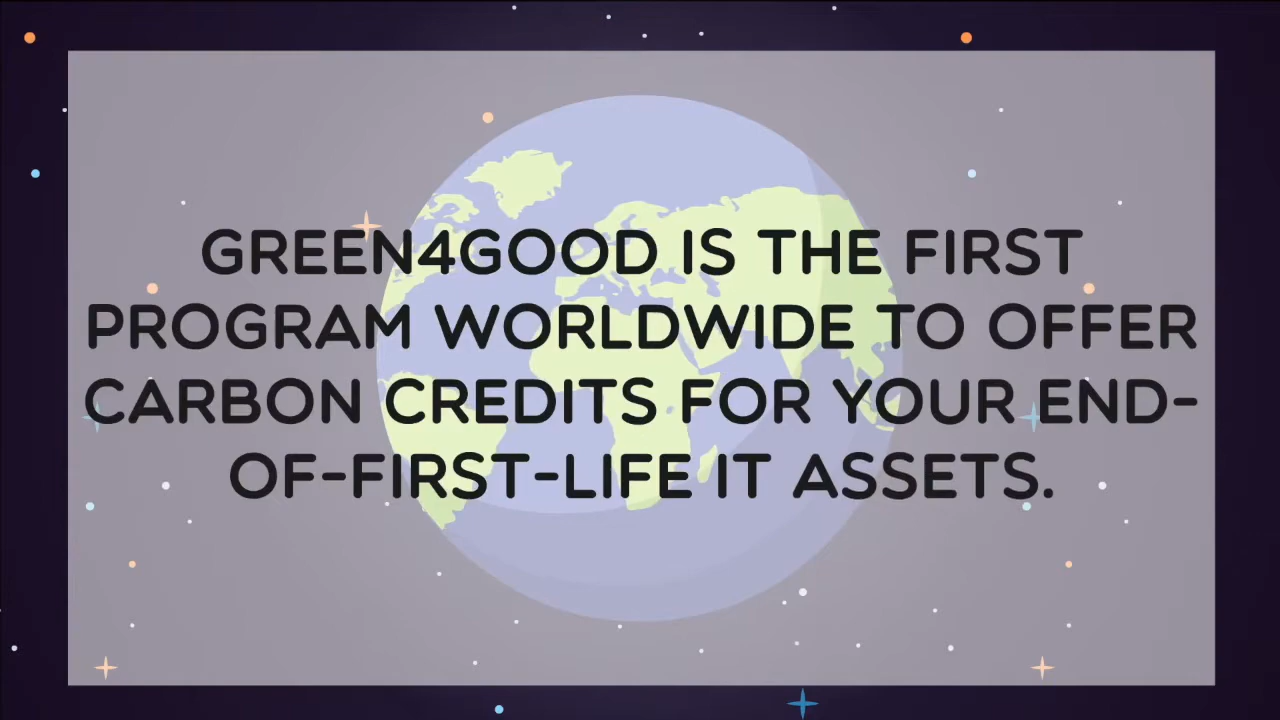 GREEN4GOOD IS THE FIRST
PROGRAM WORLDWIDE TO OFFER
CARBON CREDITS FOR YOUR END-
OF-FIRST-LIFE IT ASSETS.